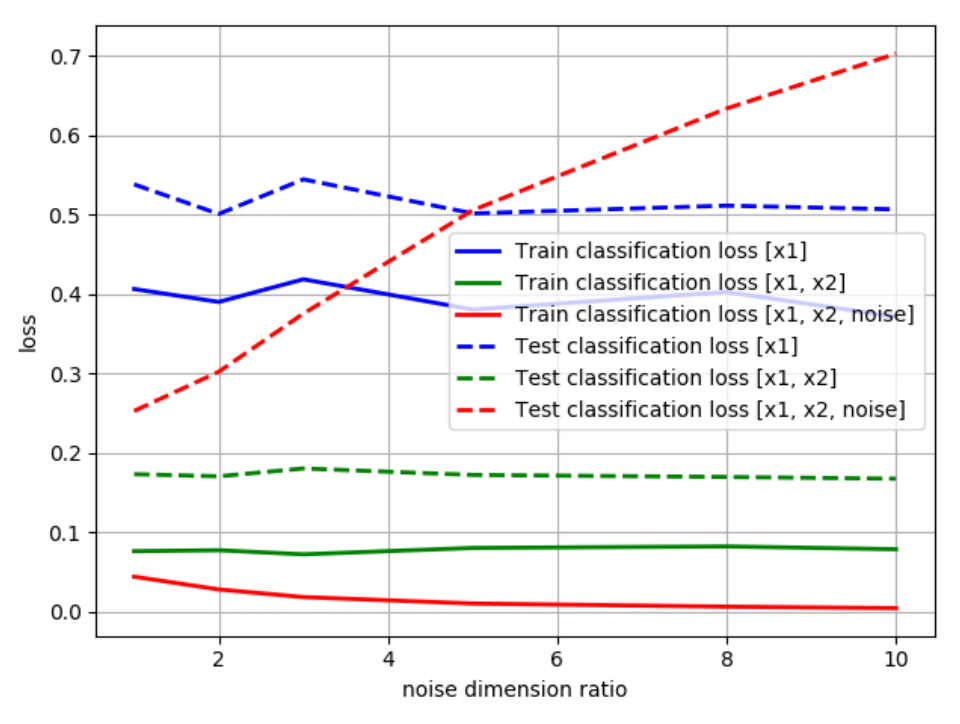 0.7
0.6
0.5
0.4
0.3
0.2
0.1
0.0
loss
Train classification loss [x1]
Train classification loss [x1, x2]
Train classification loss [x1, x2, noise]
Test classification loss [x1]
Test classification loss [x1, x2]
Test classification loss [x1, x2, noise]
2 4 6 8 10
noise dimension ratio